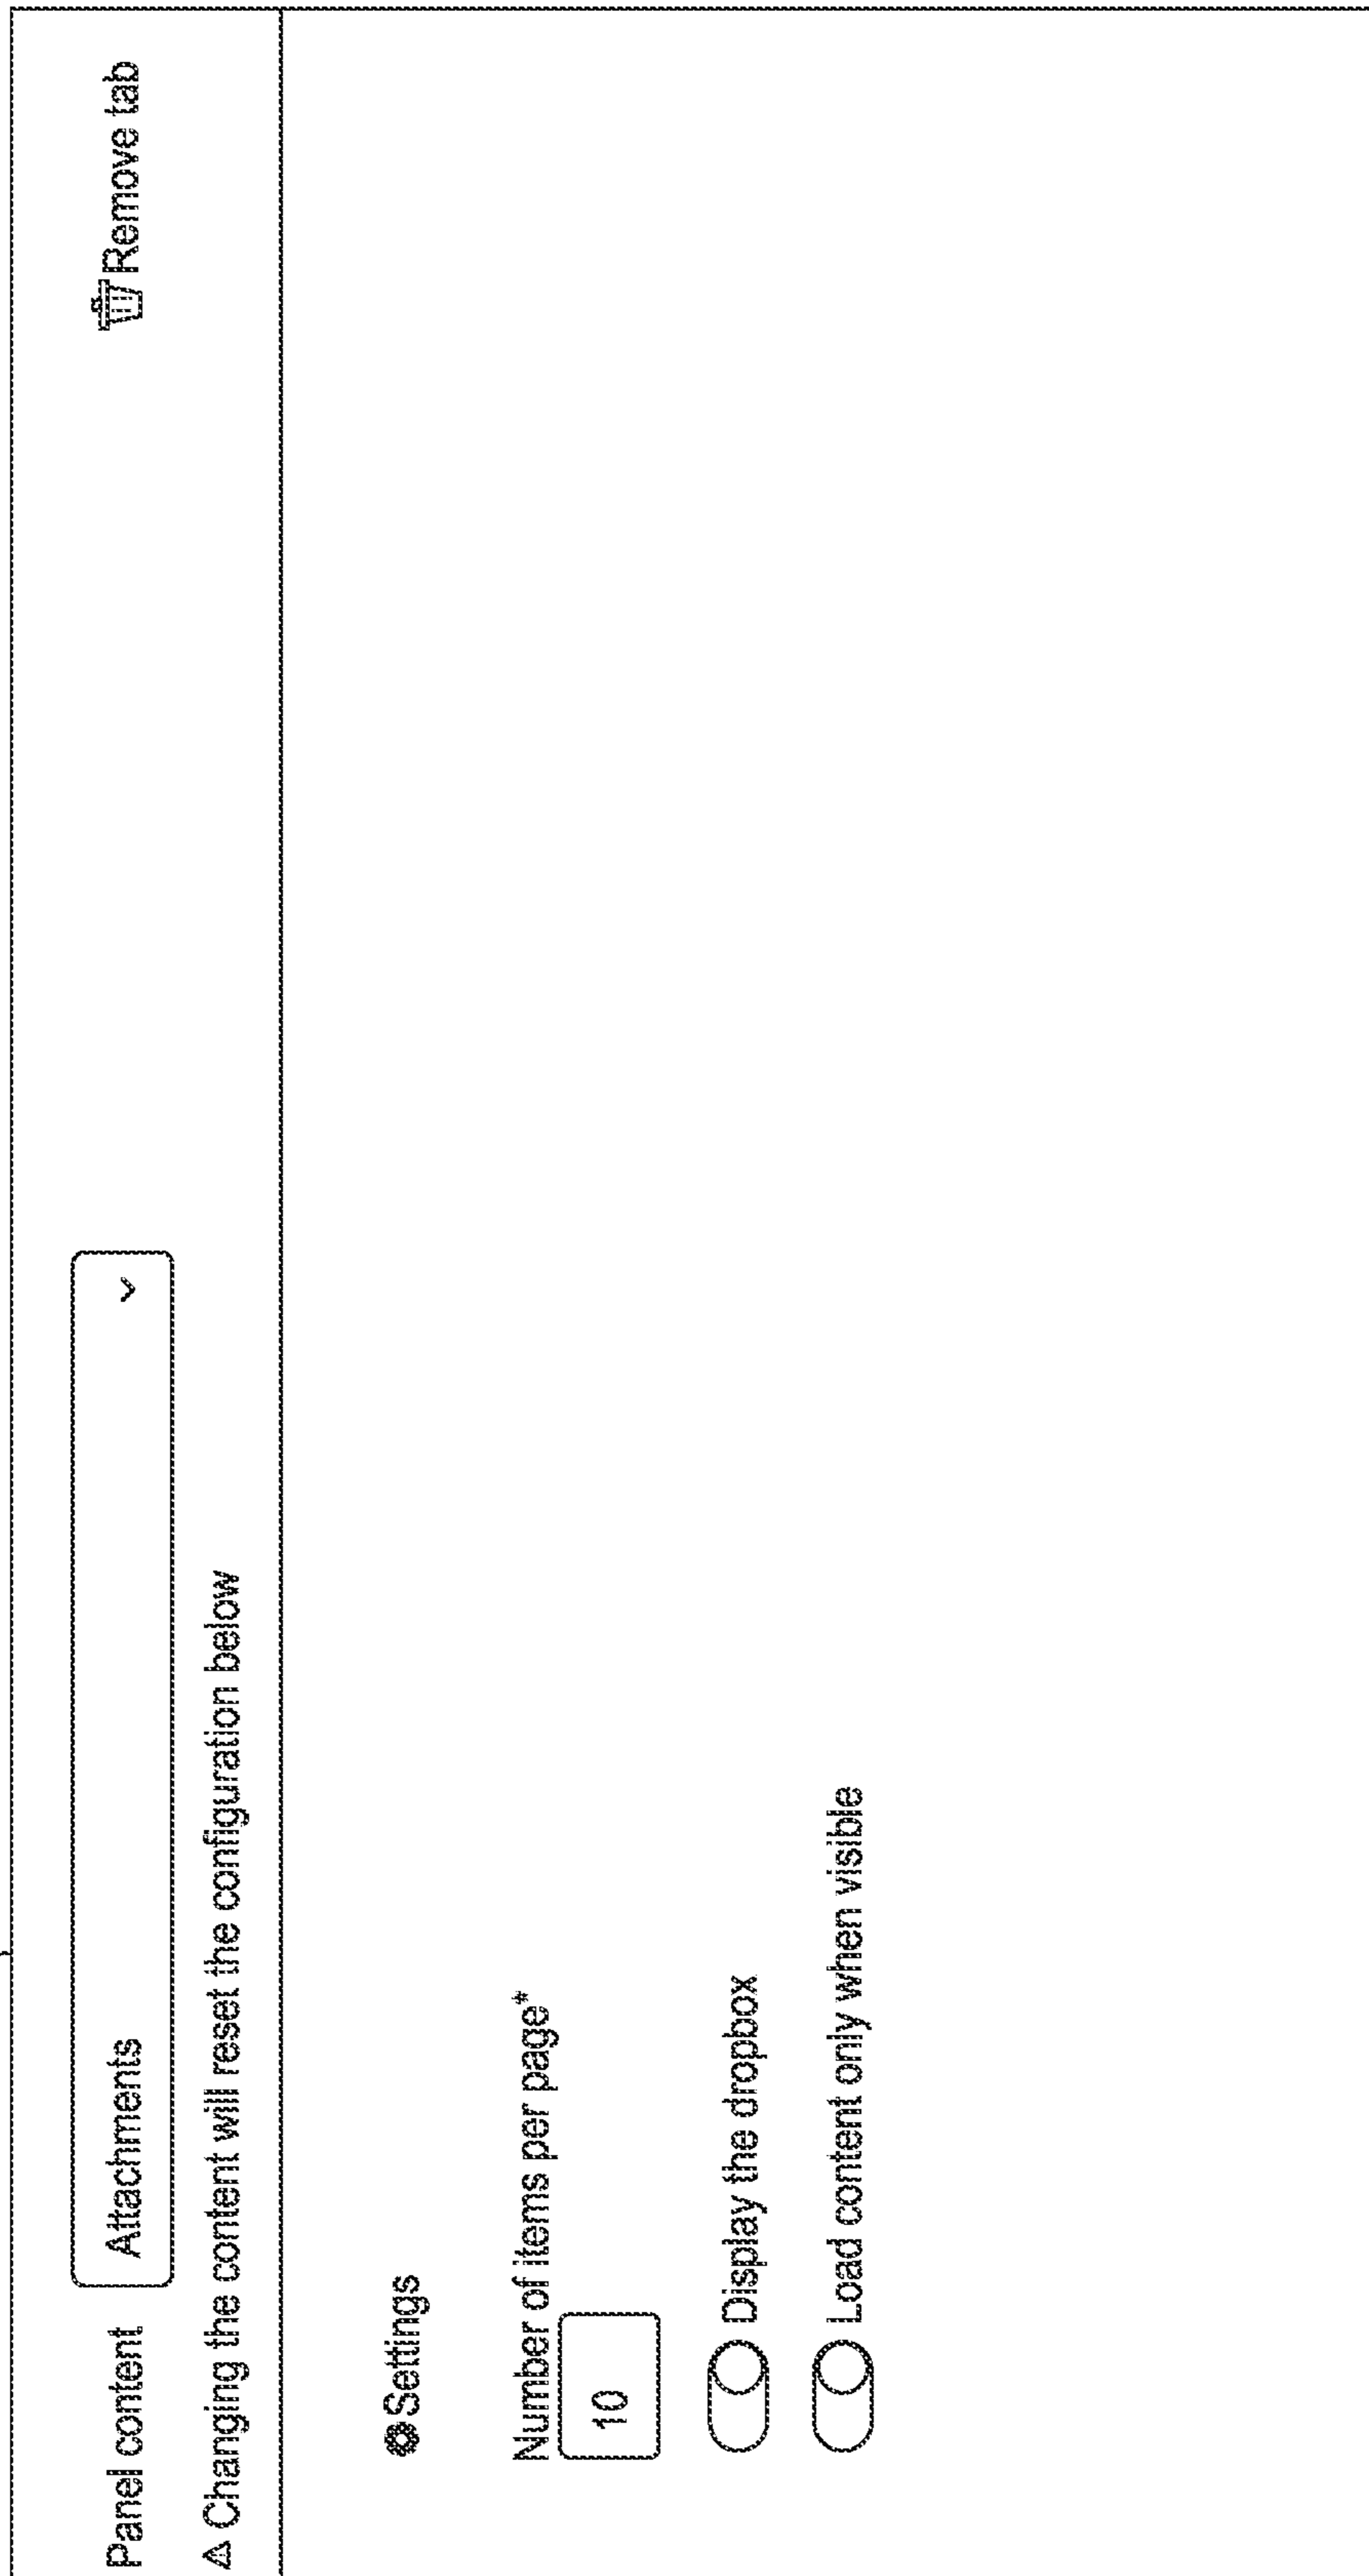 Panel content Attachments Remove tab
Changing the content will reset the configuration below
Settings
Number of items per page*
10
Display the dropbox
Load content only when visible